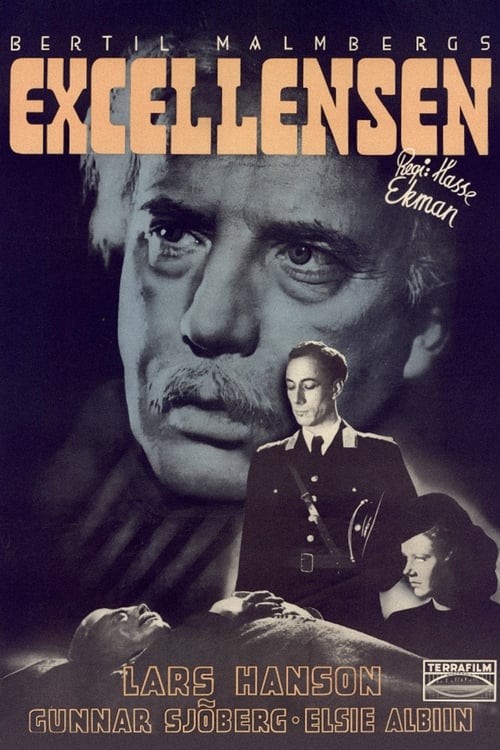 BERTIL MALMBERGS
EXCELLENSEN
Regi: Hasse
Ekman
TERRAFILM
LARS HANSON
GUNNAR SJÖBERG · ELSIE ALBIIN